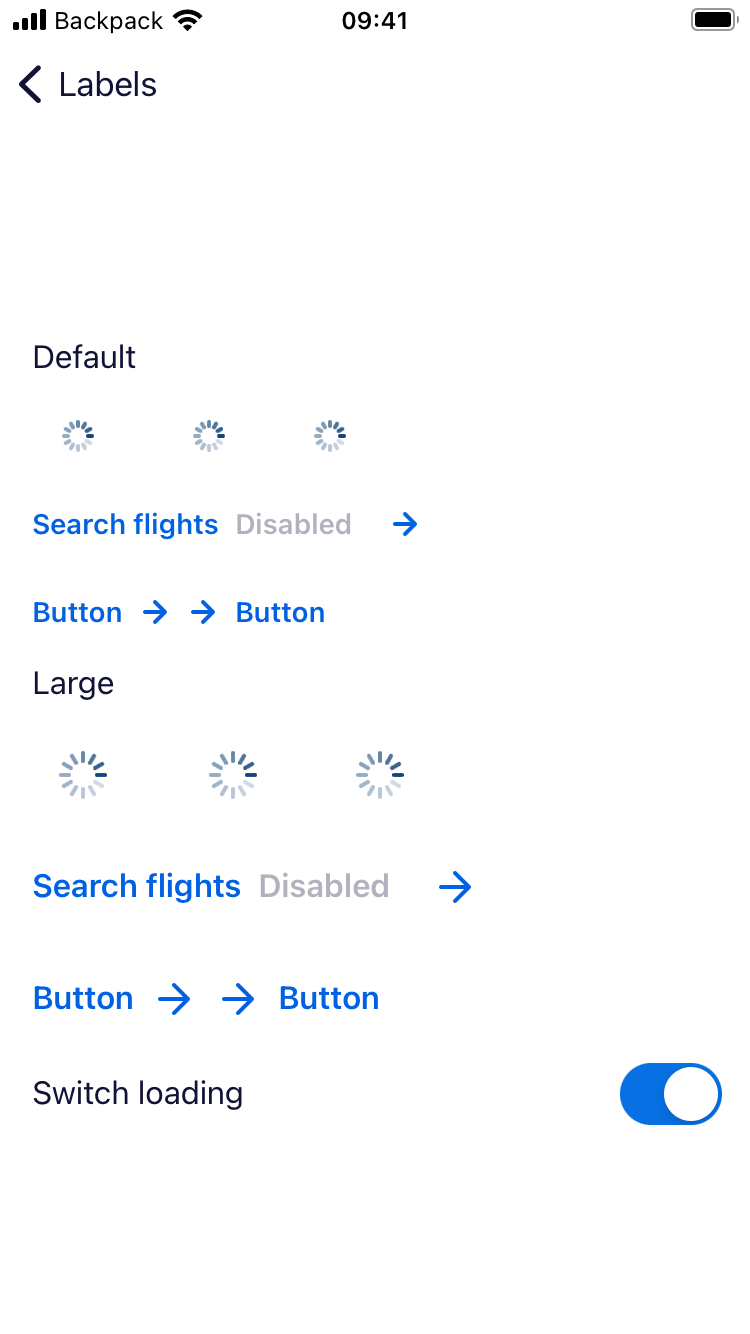 Backpack 09:41
Labels
Default
Search flights Disabled
Button Button
Large
Search flights Disabled
Button Button
Switch loading